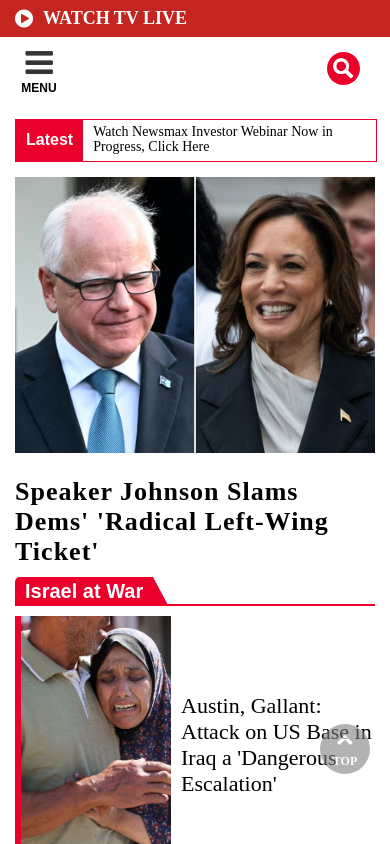 WATCH TV LIVE
MENU
Latest
Watch Newsmax Investor Webinar Now in
Progress, Click Here
Speaker Johnson Slams
Dems' 'Radical Left-Wing
Ticket'
Israel at War
Austin, Gallant:
Attack on US Base in
Iraq a 'Dangerous
Escalation'
TOP